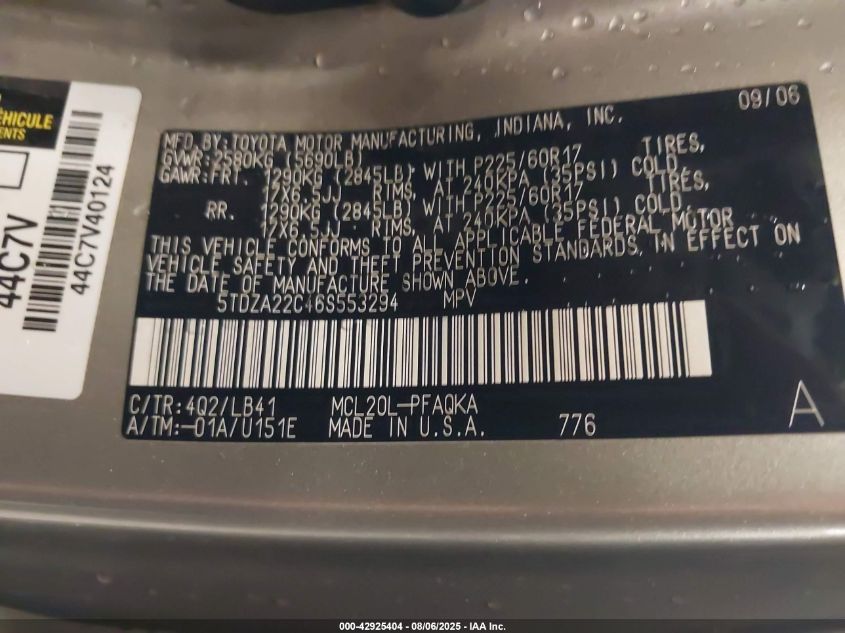 ÉHICULE
ENTS
44C7V
44C7V40124
09/06
MFD.BY:TOYOTA MOTOR MANUFACTURING, INDIANA, INC.
GVWR:2580KG (5690LB)
GAWR:FRT. 1290KG (2845LB) WITH P225/60R17 TIRES,
17X6.5JJ RIMS, AT 240KPA (35PSI) COLD.
RR. 1290KG (2845LB) WITH P225/60R17 TIRES,
17X6.5JJ RIMS, AT 240KPA (35PSI) COLD.
THIS VEHICLE CONFORMS TO ALL APPLICABLE FEDERAL MOTOR
VEHICLE SAFETY AND THEFT PREVENTION STANDARDS IN EFFECT ON
THE DATE OF MANUFACTURE SHOWN ABOVE.
5TDZA22C46S553294 MPV
C/TR:4Q2/LB41 MCL20L-PFAQKA
A/TM:-01A/U151E MADE IN U.S.A. 776
A
000-42925404 - 08/06/2025 - IAA Inc.